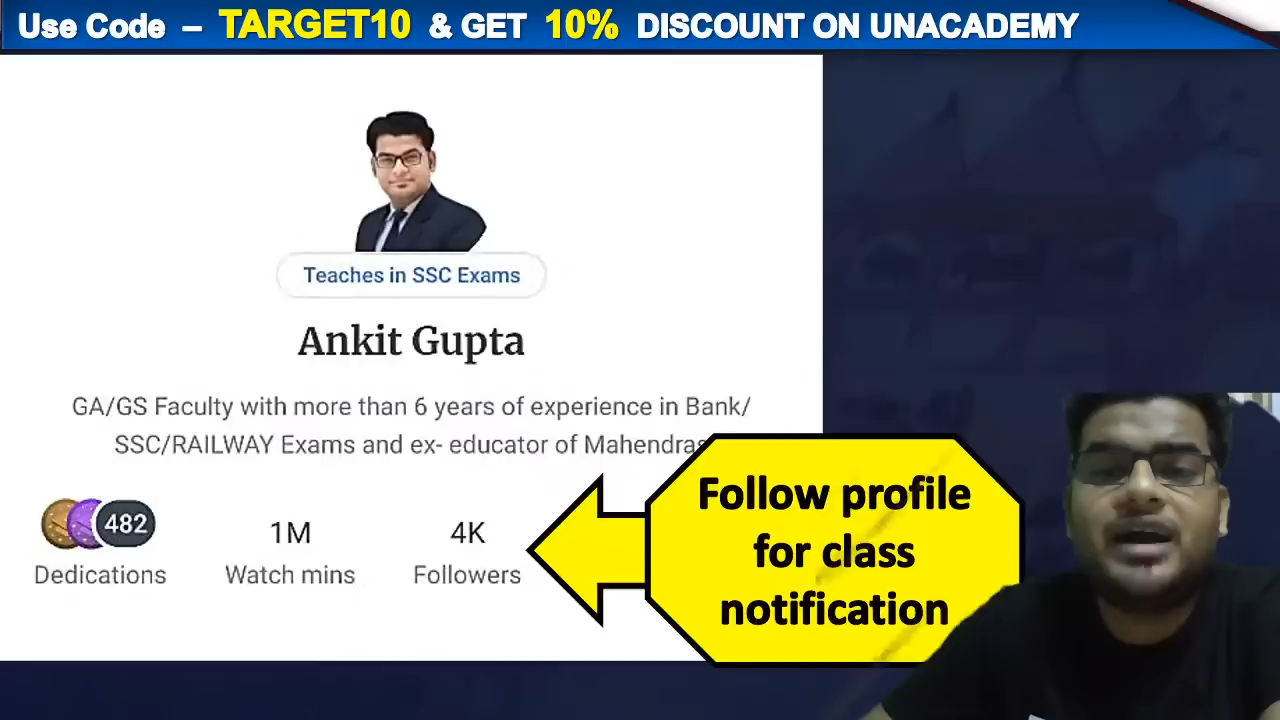 Use Code – TARGET10 & GET 10% DISCOUNT ON UNACADEMY
Teaches in SSC Exams
Ankit Gupta
GA/GS Faculty with more than 6 years of experience in Bank/
SSC/RAILWAY Exams and ex- educator of Mahendras
482
Dedications
1M
Watch mins
4K
Followers
Follow profile
for class
notification